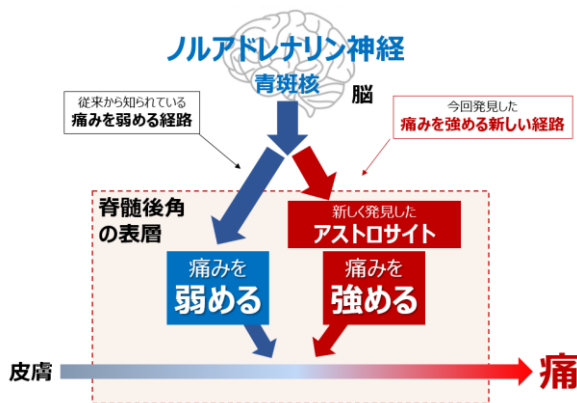 ノルアドレナリン神経
青斑核
脳
従来から知られている
痛みを弱める経路
今回発見した
痛みを強める新しい経路
脊髄後角
の表層
新しく発見した
アストロサイト
痛みを
弱める
痛みを
強める
皮膚
痛